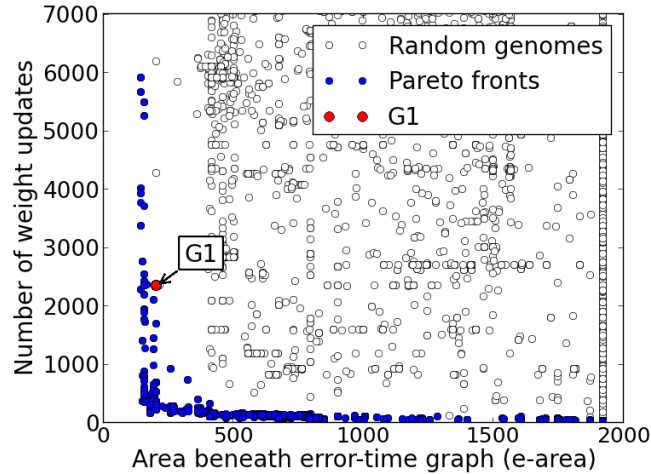 7000
6000
5000
4000
3000
2000
1000
0
Number of weight updates
Random genomes
Pareto fronts
G1
G1
0
500
1000
1500
2000
Area beneath error-time graph (e-area)